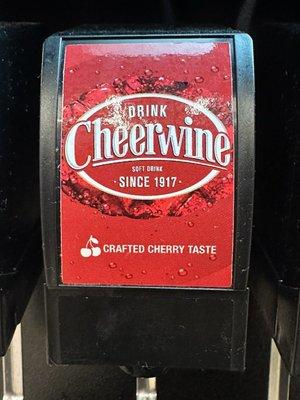 DRINK
Cheerwine
SOFT DRINK
· SINCE 1917 ·
CRAFTED CHERRY TASTE